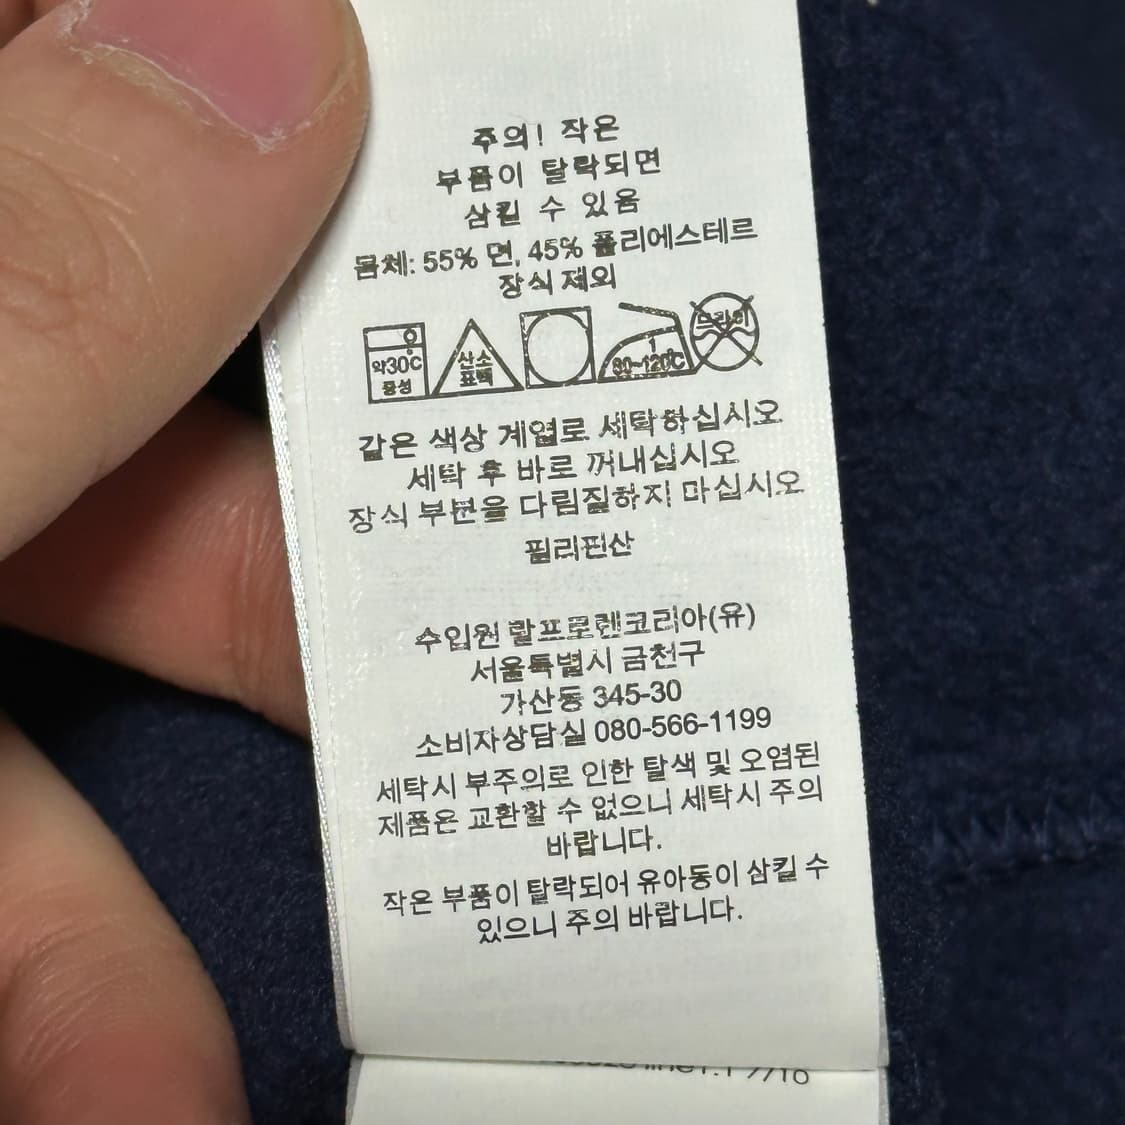 주의! 작은
부품이 탈락되면
삼킬 수 있음
몸체: 55% 면, 45% 폴리에스테르
장식 제외
약30℃
중성
산소
표백
80~120℃
드라이
같은 색상 계열로 세탁하십시오
세탁 후 바로 꺼내십시오
장식 부분을 다림질하지 마십시오
필리핀산
수입원 랄프로렌코리아(유)
서울특별시 금천구
가산동 345-30
소비자상담실 080-566-1199
세탁시 부주의로 인한 탈색 및 오염된
제품은 교환할 수 없으니 세탁시 주의
바랍니다.
작은 부품이 탈락되어 유아동이 삼킬 수
있으니 주의 바랍니다.